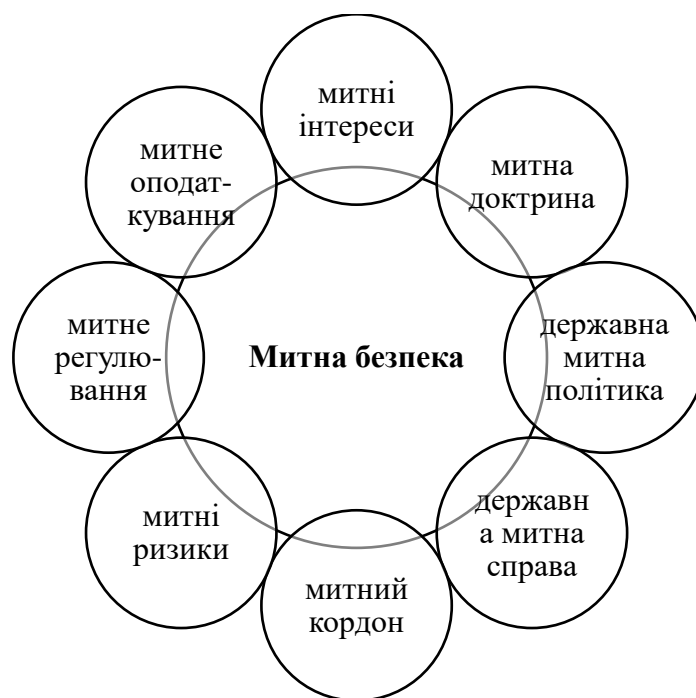 митні
інтереси
митна
доктрина
державна
митна
політика
державн
а митна
справа
митний
кордон
митні
ризики
митне
регулю-
вання
митне
оподат-
кування
Митна безпека